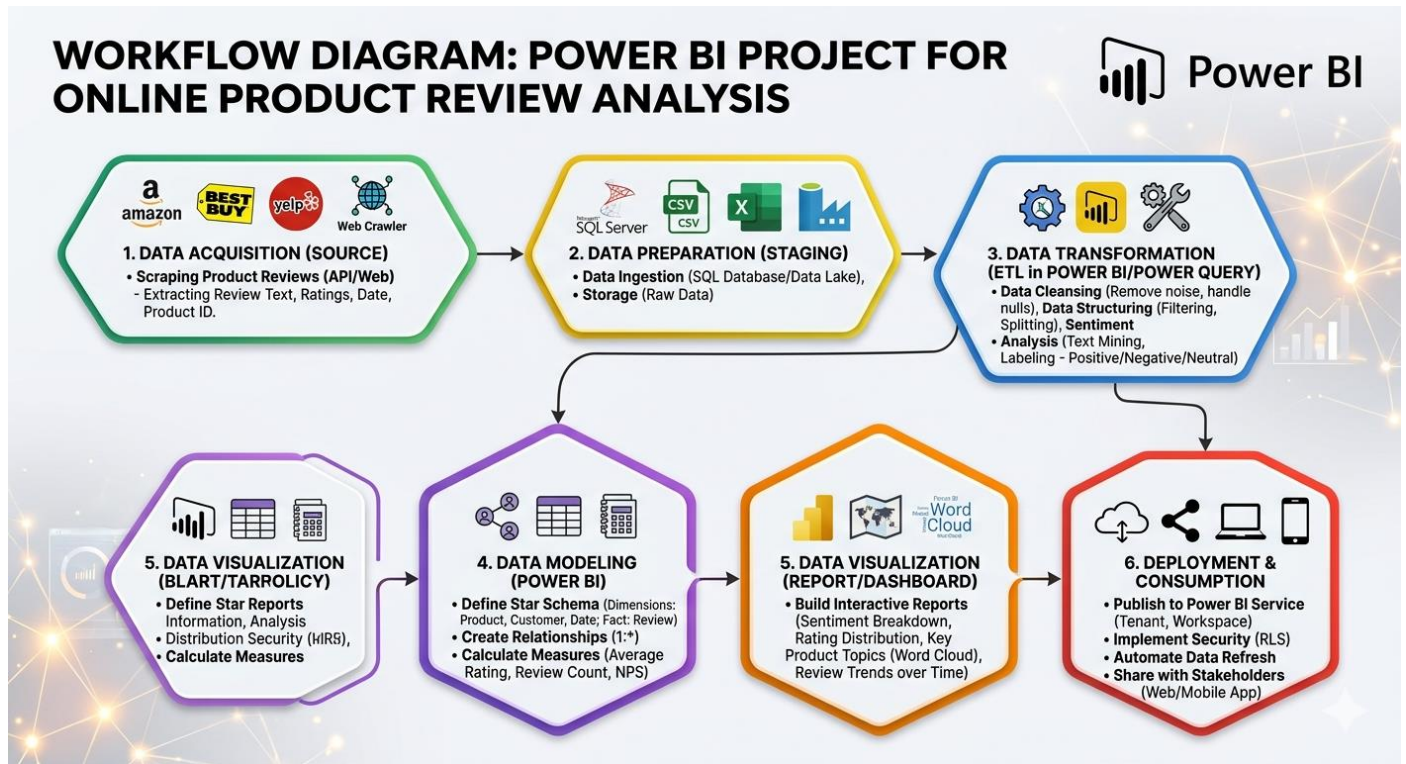 WORKFLOW DIAGRAM: POWER BI PROJECT FOR
ONLINE PRODUCT REVIEW ANALYSIS
Power BI
amazon
BEST
BUY
yelp
Web Crawler
1. DATA ACQUISITION (SOURCE)
• Scraping Product Reviews (API/Web)
- Extracting Review Text, Ratings, Date,
Product ID.
SQL Server
CSV
CSV
X
2. DATA PREPARATION (STAGING)
• Data Ingestion (SQL Database/Data Lake),
• Storage (Raw Data)
3. DATA TRANSFORMATION
(ETL in POWER BI/POWER QUERY)
• Data Cleansing (Remove noise, handle
nulls), Data Structuring (Filtering,
Splitting), Sentiment
• Analysis (Text Mining,
Labeling - Positive/Negative/Neutral)
5. DATA VISUALIZATION
(BLART/TARROLICY)
• Define Star Reports
Information, Analysis
• Distribution Security
• Calculate Measures
4. DATA MODELING
(POWER BI)
• Define Star Schema (Dimensions:
Product, Customer, Date; Fact: Review)
• Create Relationships (1:*)
• Calculate Measures (Average
Rating, Review Count, NPS)
Word
Cloud
5. DATA VISUALIZATION
(REPORT/DASHBOARD)
• Build Interactive Reports
(Sentiment Breakdown,
Rating Distribution, Key
Product Topics (Word Cloud),
Review Trends over Time)
6. DEPLOYMENT &
CONSUMPTION
• Publish to Power BI Service
(Tenant, Workspace)
• Implement Security (RLS)
• Automate Data Refresh
• Share with Stakeholders
(Web/Mobile App)